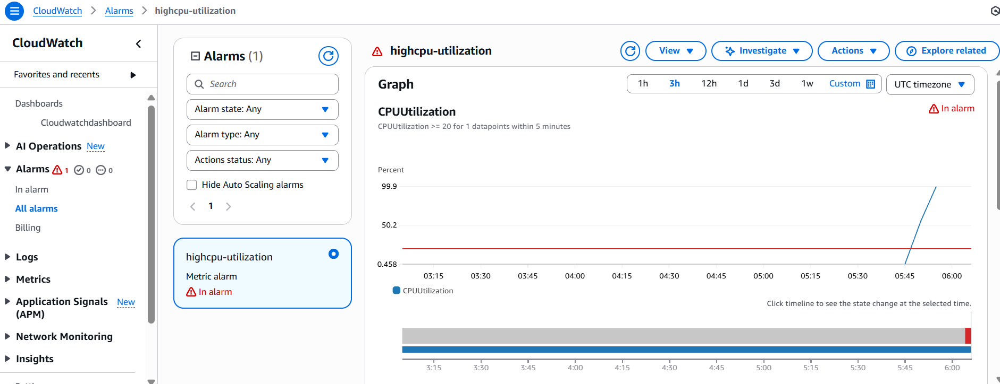 CloudWatch > Alarms > highcpu-utilization
CloudWatch
Favorites and recents
Dashboards
Cloudwatchdashboard
AI Operations New
Alarms 1 0 0
In alarm
All alarms
Billing
Logs
Metrics
Application Signals New
(APM)
Network Monitoring
Insights
Alarms (1)
Search
Alarm state: Any
Alarm type: Any
Actions status: Any
Hide Auto Scaling alarms
1
highcpu-utilization
Metric alarm
In alarm
highcpu-utilization
View
Investigate
Actions
Explore related
Graph
1h 3h 12h 1d 3d 1w Custom
UTC timezone
CPUUtilization
In alarm
CPUUtilization >= 20 for 1 datapoints within 5 minutes
Percent
99.9
50.2
0.458
03:15 03:30 03:45 04:00 04:15 04:30 04:45 05:00 05:15 05:30 05:45 06:00
CPUUtilization
Click timeline to see the state change at the selected time.
3:15 3:30 3:45 4:00 4:15 4:30 4:45 5:00 5:15 5:30 5:45 6:00